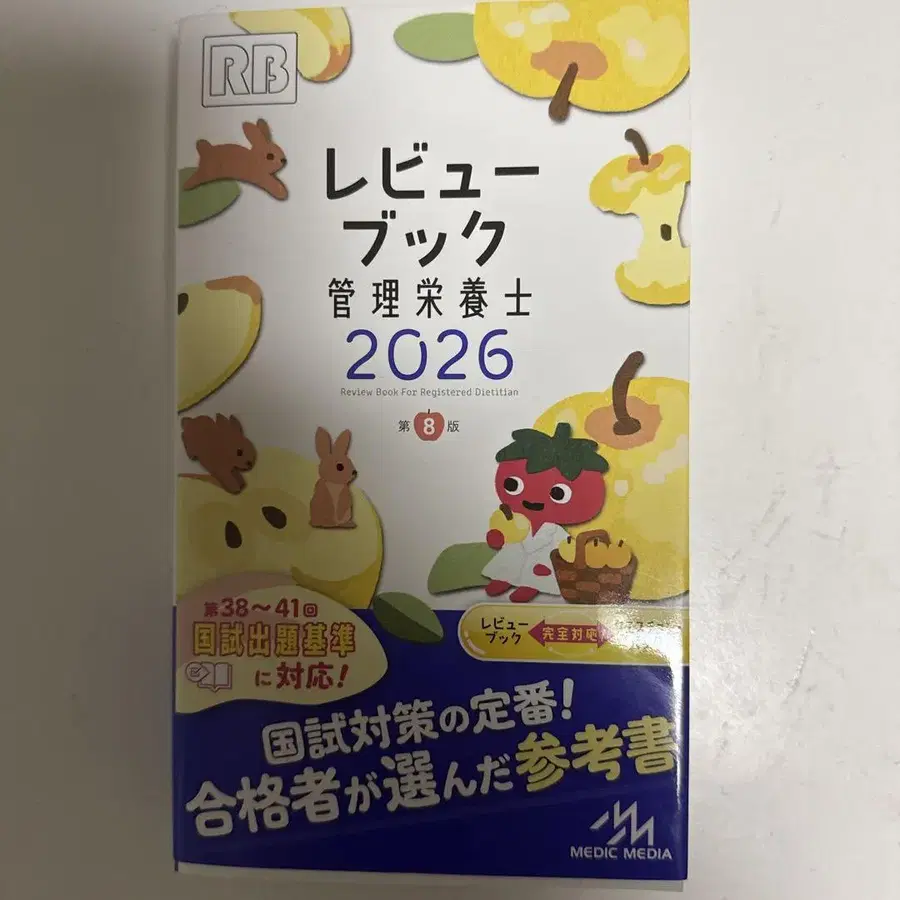 RB
レビュー
ブック
管理栄養士
2026
Review Book For Registered Dietitian
第8版
第38〜41回
国試出題基準
に対応!
レビュー
ブック
完全対応
国試対策の定番!
合格者が選んだ参考書
MEDIC MEDIA